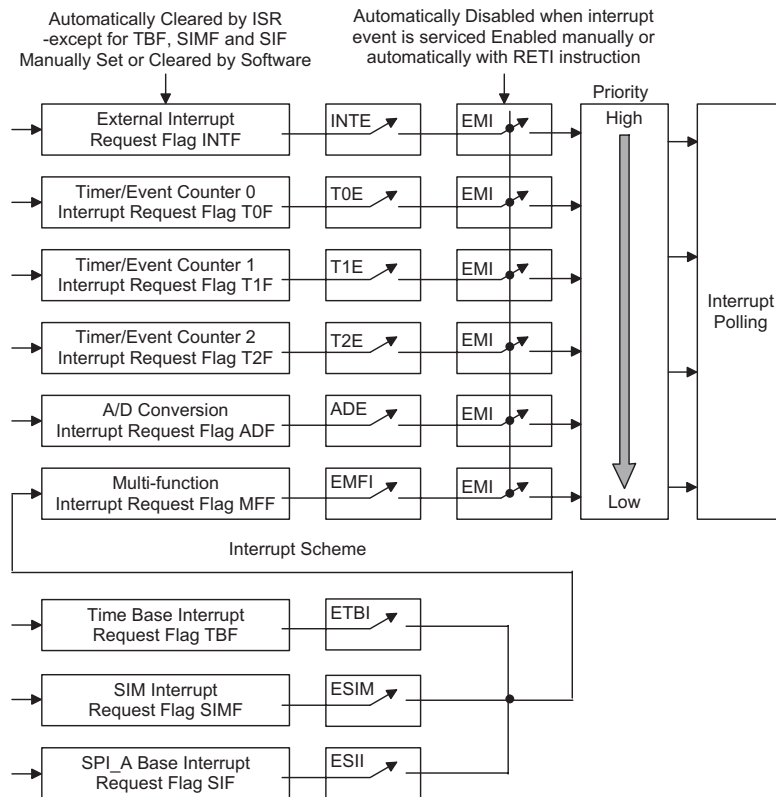 Automatically Cleared by ISR
-except for TBF, SIMF and SIF
Manually Set or Cleared by Software
Automatically Disabled when interrupt
event is serviced Enabled manually or
automatically with RETI instruction
Priority
External Interrupt
Request Flag INTF
INTE
EMI
High
Timer/Event Counter 0
Interrupt Request Flag T0F
T0E
EMI
Timer/Event Counter 1
Interrupt Request Flag T1F
T1E
EMI
Interrupt
Polling
Timer/Event Counter 2
Interrupt Request Flag T2F
T2E
EMI
A/D Conversion
Interrupt Request Flag ADF
ADE
EMI
Multi-function
Interrupt Request Flag MFF
EMFI
EMI
Low
Interrupt Scheme
Time Base Interrupt
Request Flag TBF
ETBI
SIM Interrupt
Request Flag SIMF
ESIM
SPI_A Base Interrupt
Request Flag SIF
ESII